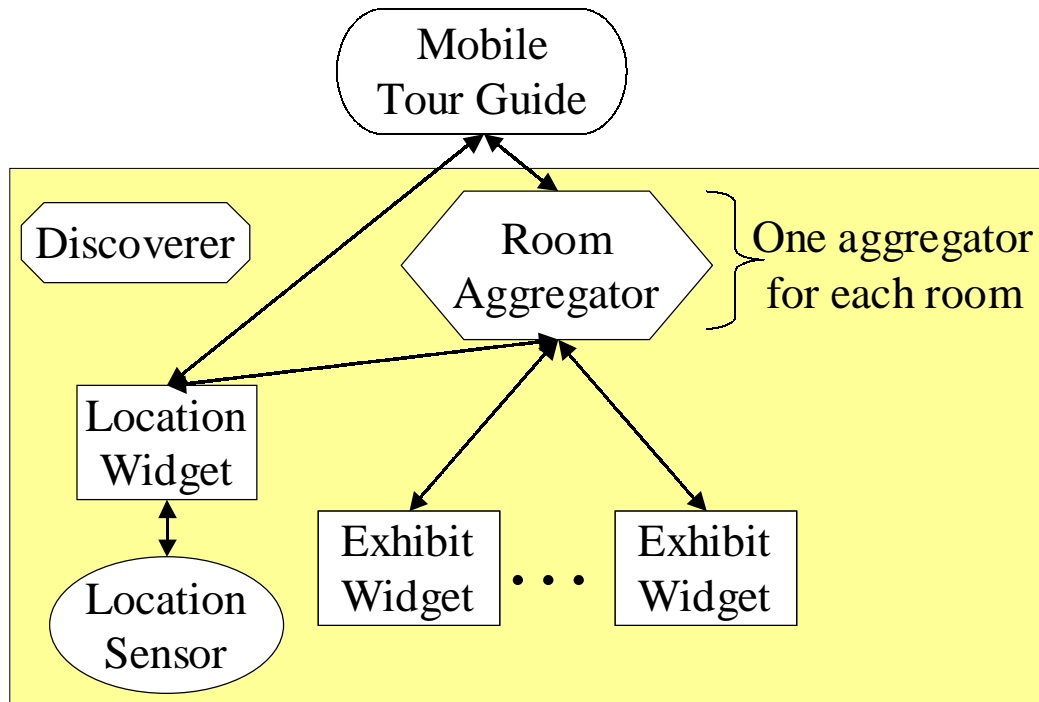 Mobile
Tour Guide
Discoverer
Room
Aggregator
One aggregator
for each room
Location
Widget
Exhibit
Widget
...
Exhibit
Widget
Location
Sensor